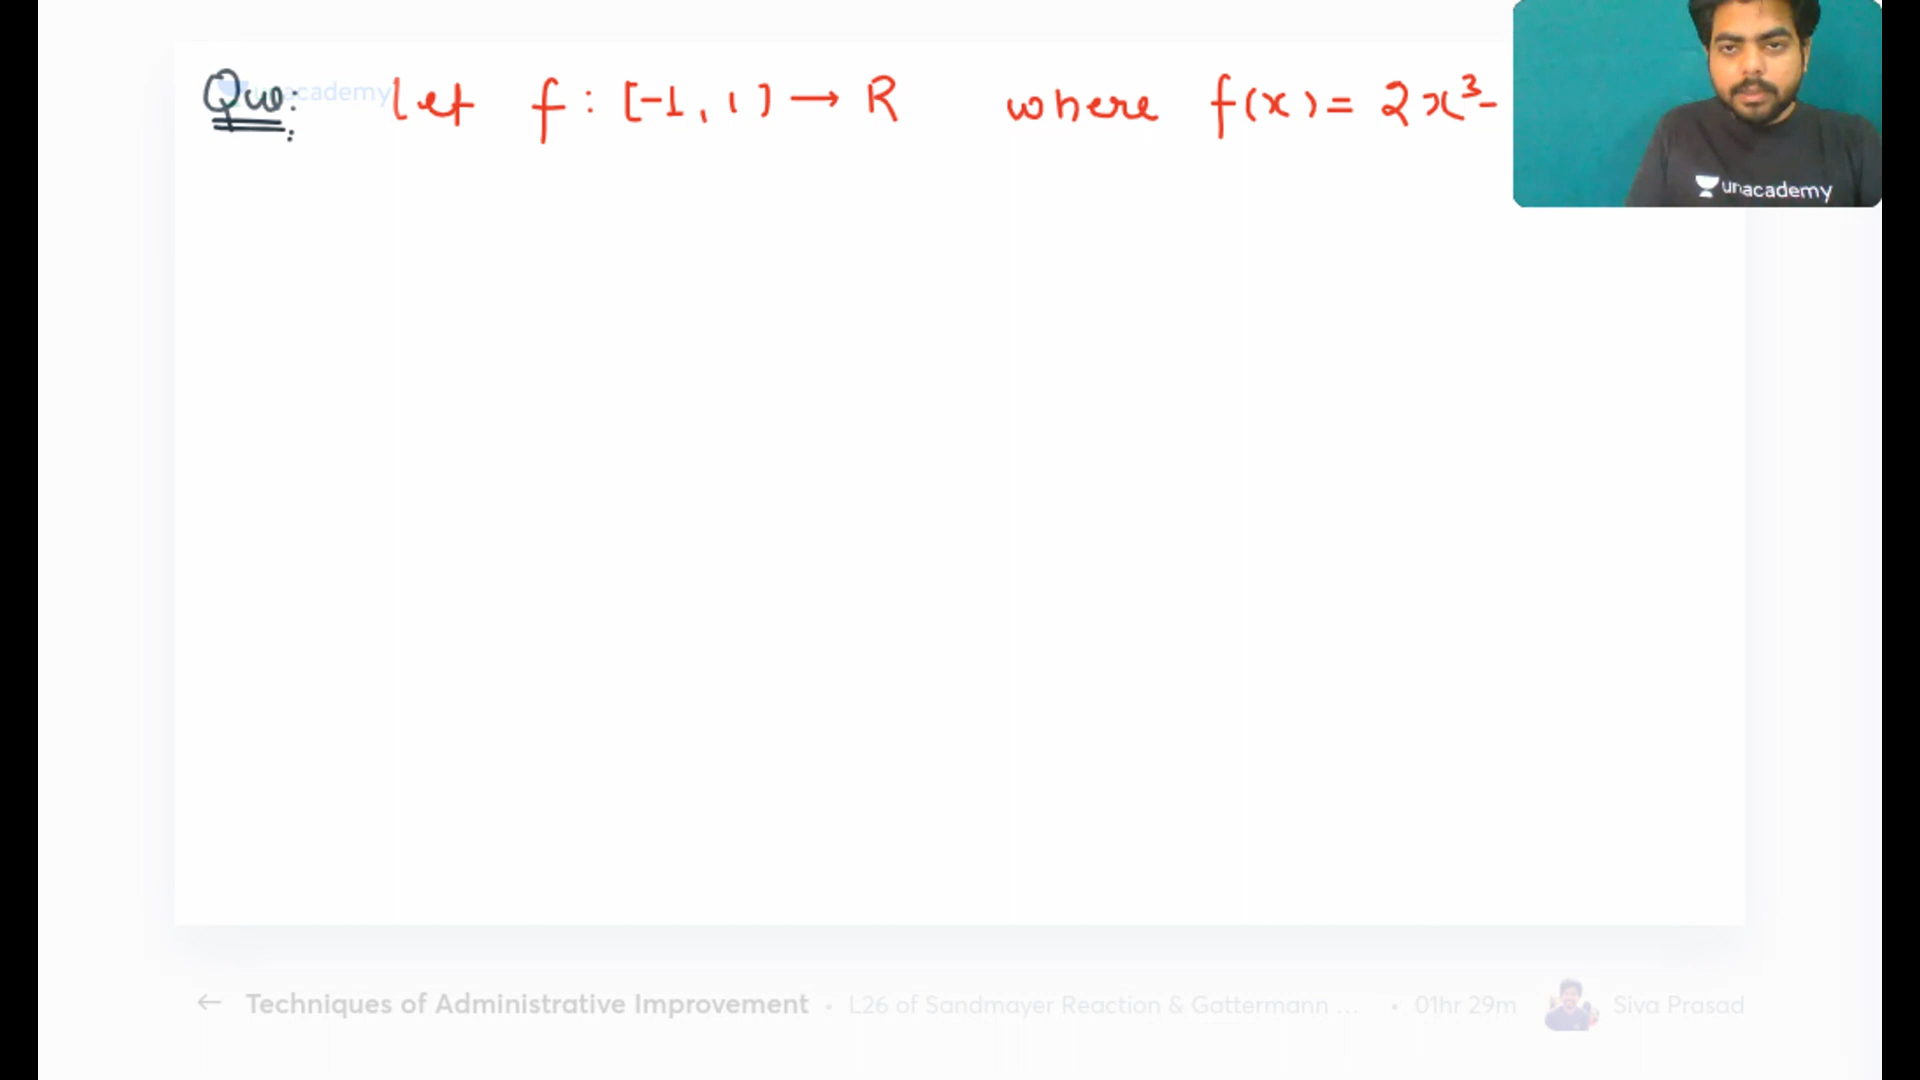 Que:
let f : [-1, 1] → R where f(x) = 2x³-
unacademy
unacademy
Techniques of Administrative Improvement • L26 of Sandmayer Reaction & Gattermann ... • 01hr 29m Siva Prasad